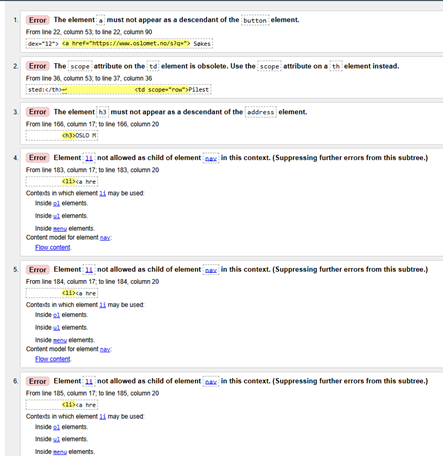 1. Error The element a must not appear as a descendant of the button element.
From line 22, column 53; to line 22, column 90
dex="12"> <a href="https://www.oslomet.no/s?q="> Søkes
2. Error The scope attribute on the td element is obsolete. Use the scope attribute on a th element instead.
From line 36, column 53; to line 37, column 36
sted:</th>↩ <td scope="row">Pilest
3. Error The element h3 must not appear as a descendant of the address element.
From line 166, column 17; to line 166, column 20
<h3>OSLO M
4. Error Element li not allowed as child of element nav in this context. (Suppressing further errors from this subtree.)
From line 183, column 17; to line 183, column 20
<li><a hre
Contexts in which element li may be used:
Inside ol elements.
Inside ul elements.
Inside menu elements.
Content model for element nav:
Flow content.
5. Error Element li not allowed as child of element nav in this context. (Suppressing further errors from this subtree.)
From line 184, column 17; to line 184, column 20
<li><a hre
Contexts in which element li may be used:
Inside ol elements.
Inside ul elements.
Inside menu elements.
Content model for element nav:
Flow content.
6. Error Element li not allowed as child of element nav in this context. (Suppressing further errors from this subtree.)
From line 185, column 17; to line 185, column 20
<li><a hre
Contexts in which element li may be used:
Inside ol elements.
Inside ul elements.
Inside menu elements.